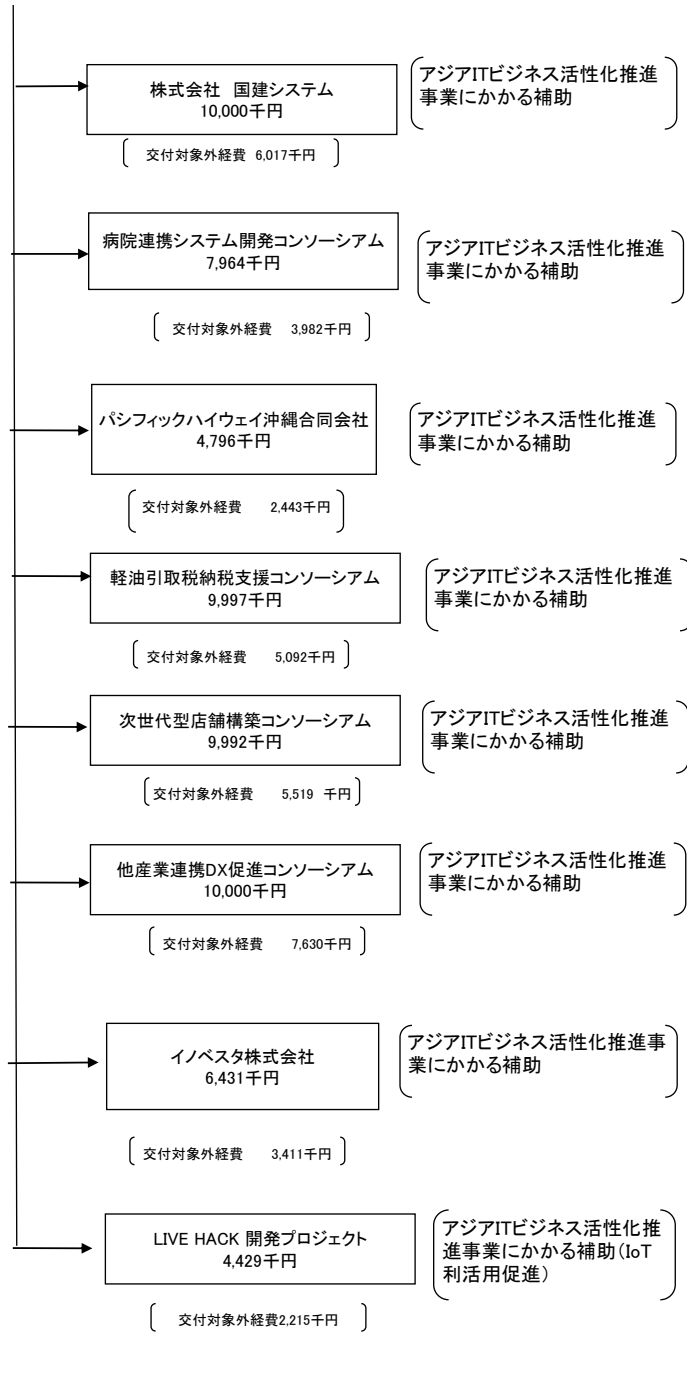 株式会社　国建システム
10,000千円
アジアITビジネス活性化推進
事業にかかる補助
交付対象外経費 6,017千円
病院連携システム開発コンソーシアム
7,964千円
アジアITビジネス活性化推進
事業にかかる補助
交付対象外経費　3,982千円
パシフィックハイウェイ沖縄合同会社
4,796千円
アジアITビジネス活性化推進
事業にかかる補助
交付対象外経費　　2,443千円
軽油引取税納税支援コンソーシアム
9,997千円
アジアITビジネス活性化推進
事業にかかる補助
交付対象外経費　　5,092千円
次世代型店舗構築コンソーシアム
9,992千円
アジアITビジネス活性化推進
事業にかかる補助
交付対象外経費　　5,519　千円
他産業連携DX促進コンソーシアム
10,000千円
アジアITビジネス活性化推進
事業にかかる補助
交付対象外経費　　7,630千円
イノベスタ株式会社
6,431千円
アジアITビジネス活性化推進事
業にかかる補助
交付対象外経費　　3,411千円
LIVE HACK 開発プロジェクト
4,429千円
アジアITビジネス活性化推
進事業にかかる補助（IoT
利活用促進）
交付対象外経費2,215千円